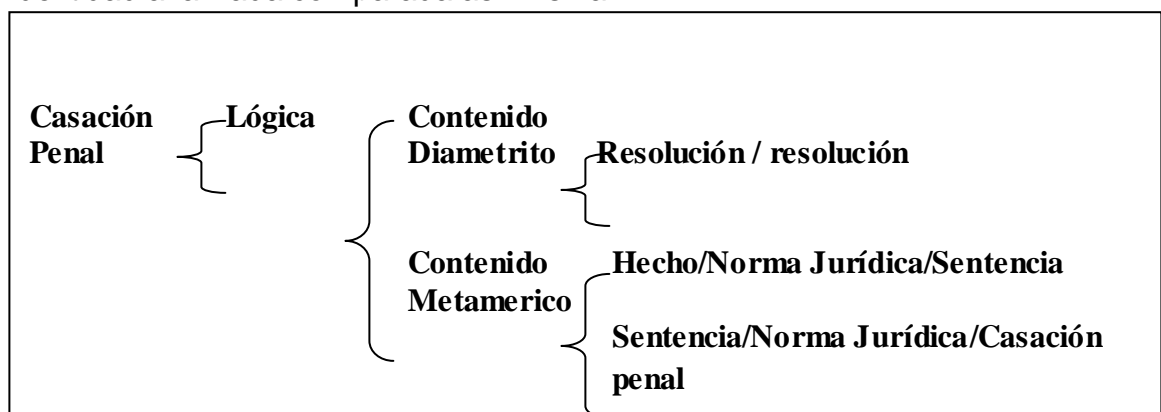 Casación Penal
Lógica
Contenido Diametrito
Resolución / resolución
Contenido Metamerico
Hecho/Norma Jurídica/Sentencia
Sentencia/Norma Jurídica/Casación
penal